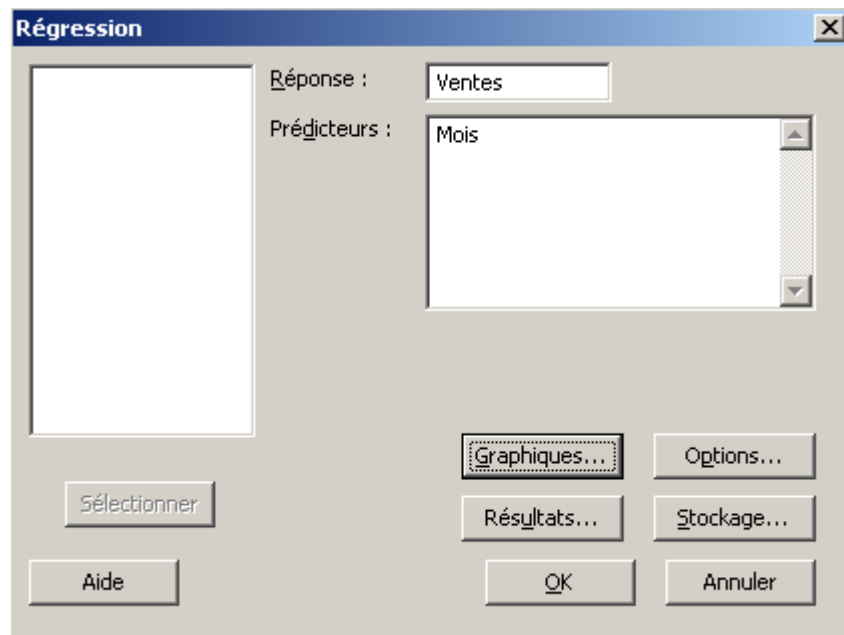 Régression
Réponse :
Ventes
Prédicteurs :
Mois
Graphiques...
Options...
Sélectionner
Résultats...
Stockage...
Aide
OK
Annuler